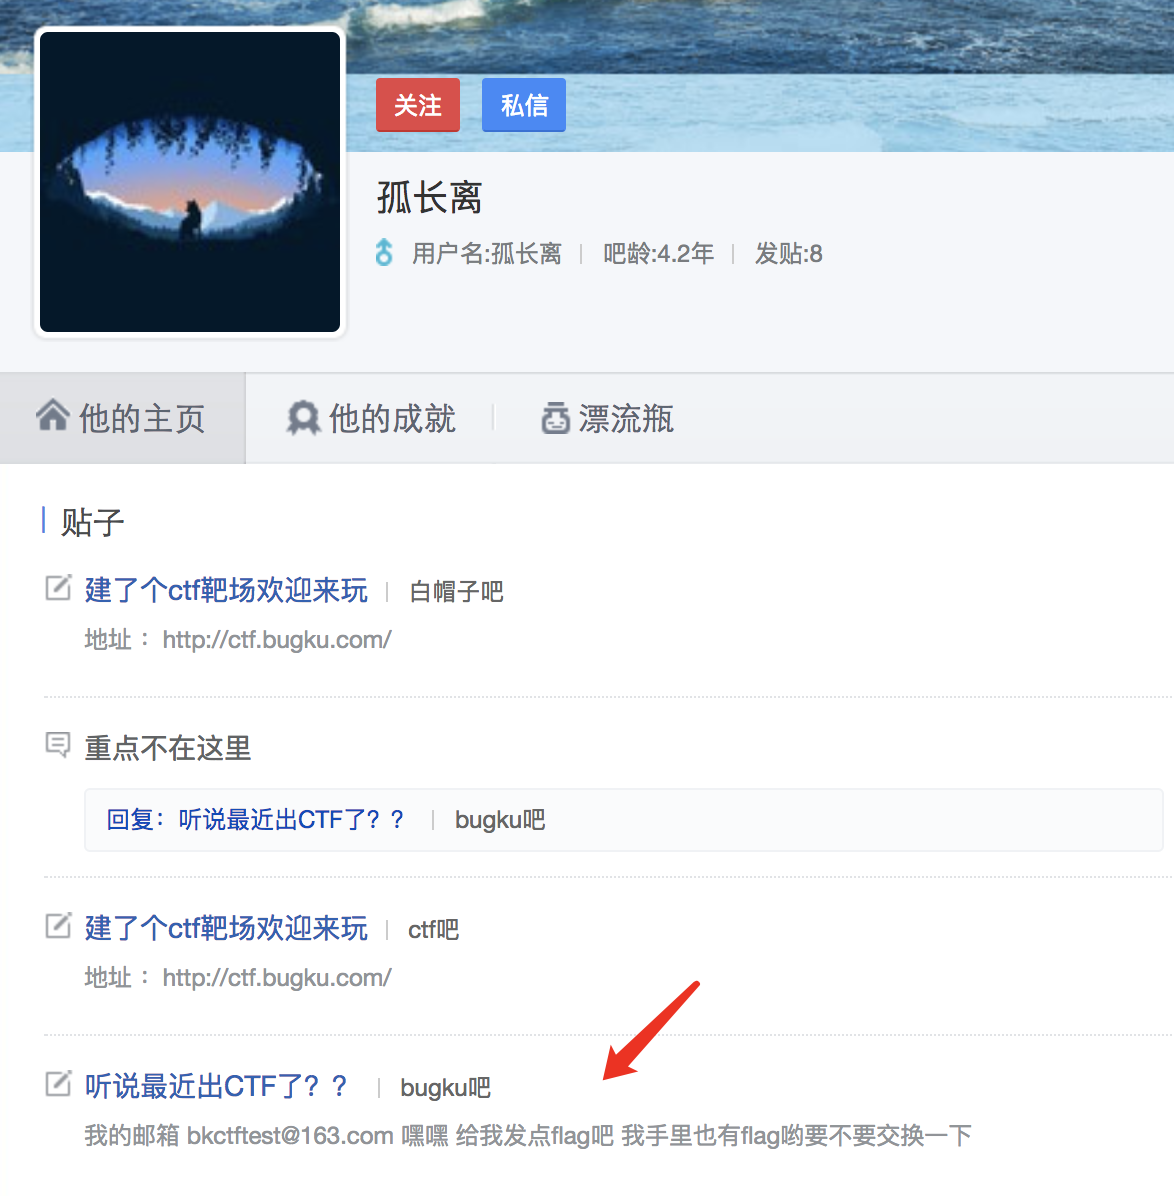 关注 私信
孤长离
用户名:孤长离 | 吧龄:4.2年 | 发贴:8
他的主页 他的成就 漂流瓶
贴子
建了个ctf靶场欢迎来玩 | 白帽子吧
地址 ： http://ctf.bugku.com/
重点不在这里
回复：听说最近出CTF了？？ | bugku吧
建了个ctf靶场欢迎来玩 | ctf吧
地址 ： http://ctf.bugku.com/
听说最近出CTF了？？ | bugku吧
我的邮箱 bkctftest@163.com 嘿嘿 给我发点flag吧 我手里也有flag哟要不要交换一下